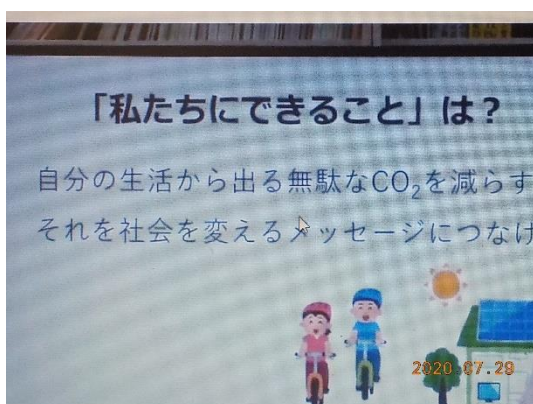 「私たちにできること」は？
自分の生活から出る無駄なCO₂を減らす
それを社会を変えるメッセージにつなげ
2020.07.29